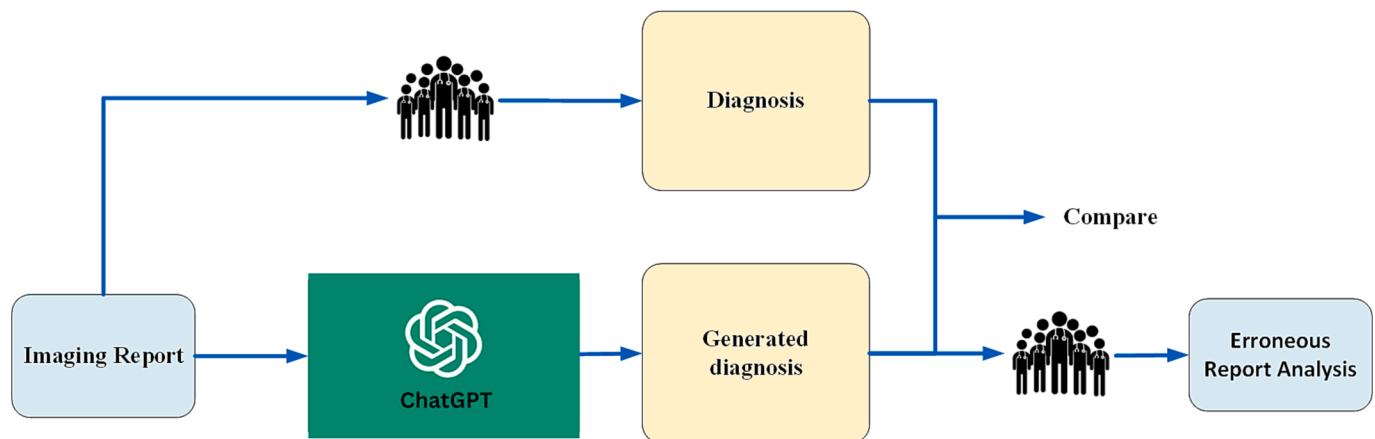 Diagnosis
Compare
Imaging Report
ChatGPT
Generated
diagnosis
Erroneous
Report Analysis